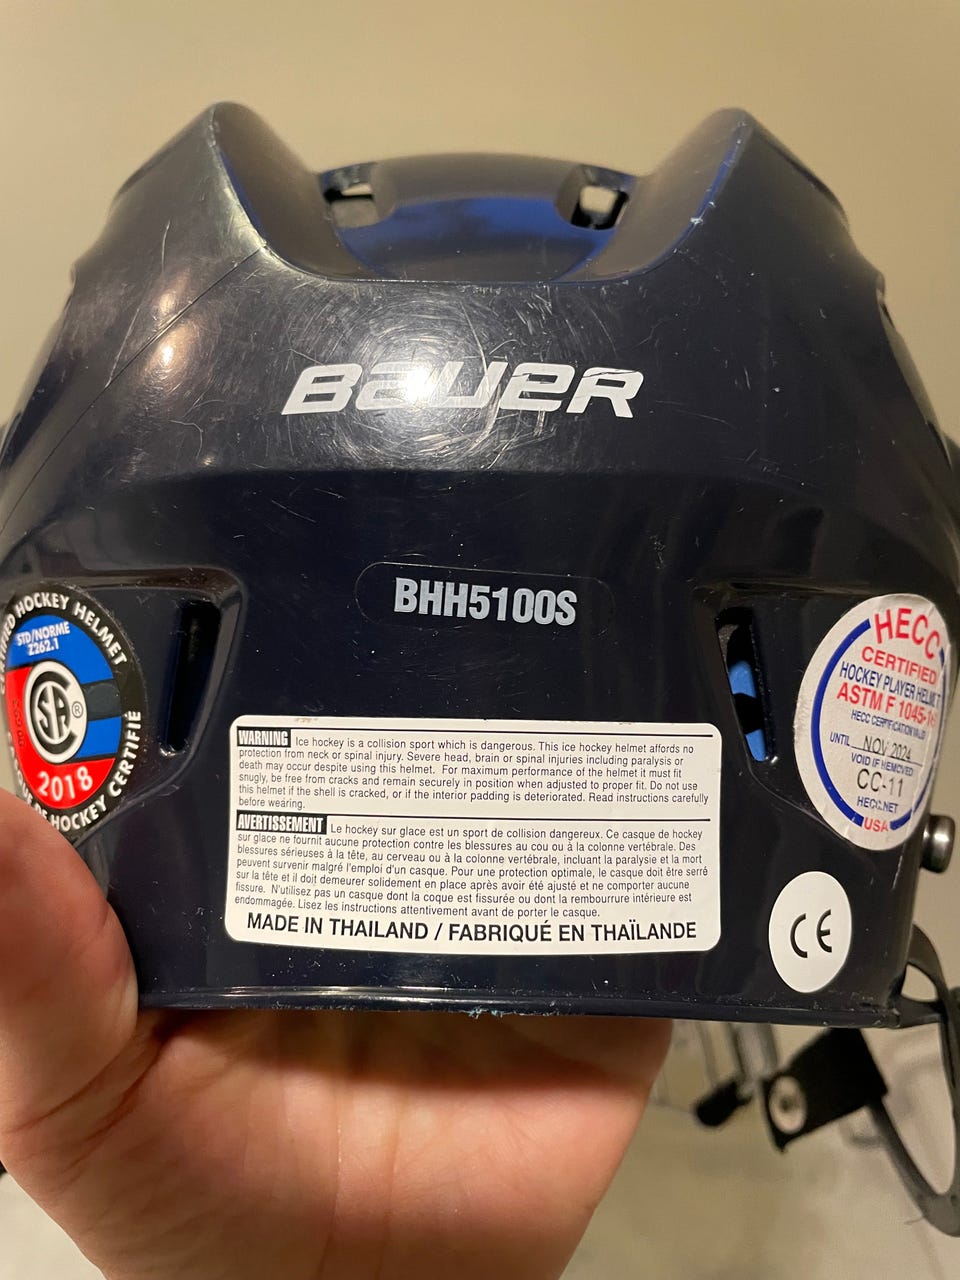 BAUER
BHH5100S
HOCKEY HELMET
STD/NORME
Z262.1
CSA ®
2018
HOCKEY CERTIFIÉ
HECC
CERTIFIED
HOCKEY PLAYER HELMET
ASTM F 1045-
HECC CERTIFICATION VALID
UNTIL NOV 2024
VOID IF REMOVED
CC-11
HECC.NET
USA
WARNING Ice hockey is a collision sport which is dangerous. This ice hockey helmet affords no
protection from neck or spinal injury. Severe head, brain or spinal injuries including paralysis or
death may occur despite using this helmet. For maximum performance of the helmet it must fit
snugly, be free from cracks and remain securely in position when adjusted to proper fit. Do not use
this helmet if the shell is cracked, or if the interior padding is deteriorated. Read instructions carefully
before wearing.
AVERTISSEMENT Le hockey sur glace est un sport de collision dangereux. Ce casque de hockey
sur glace ne fournit aucune protection contre les blessures au cou ou à la colonne vertébrale. Des
blessures sérieuses à la tête, au cerveau ou à la colonne vertébrale, incluant la paralysie et la mort
peuvent survenir malgré l'emploi d'un casque. Pour une protection optimale, le casque doit être serré
sur la tête et il doit demeurer solidement en place après avoir été ajusté et ne comporter aucune
fissure. N'utilisez pas un casque dont la coque est fissurée ou dont la rembourrure intérieure est
endommagée. Lisez les instructions attentivement avant de porter le casque.
MADE IN THAILAND / FABRIQUÉ EN THAÏLANDE
CE